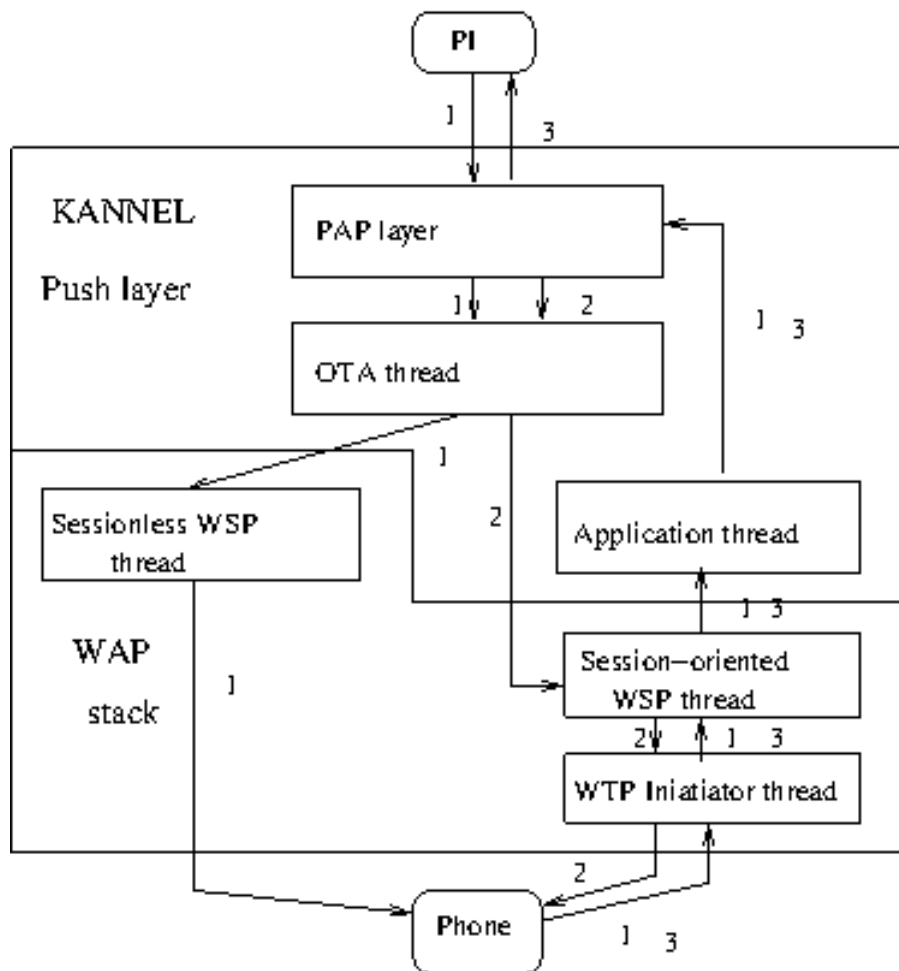 PI
1
3
KANNEL
Push layer
PAP layer
1
2
1
3
OTA thread
1
2
Sessionless WSP
thread
Application thread
1 3
WAP
stack
1
Session-oriented
WSP thread
2 1 3
WTP Iniatiator thread
2
Phone
1 3